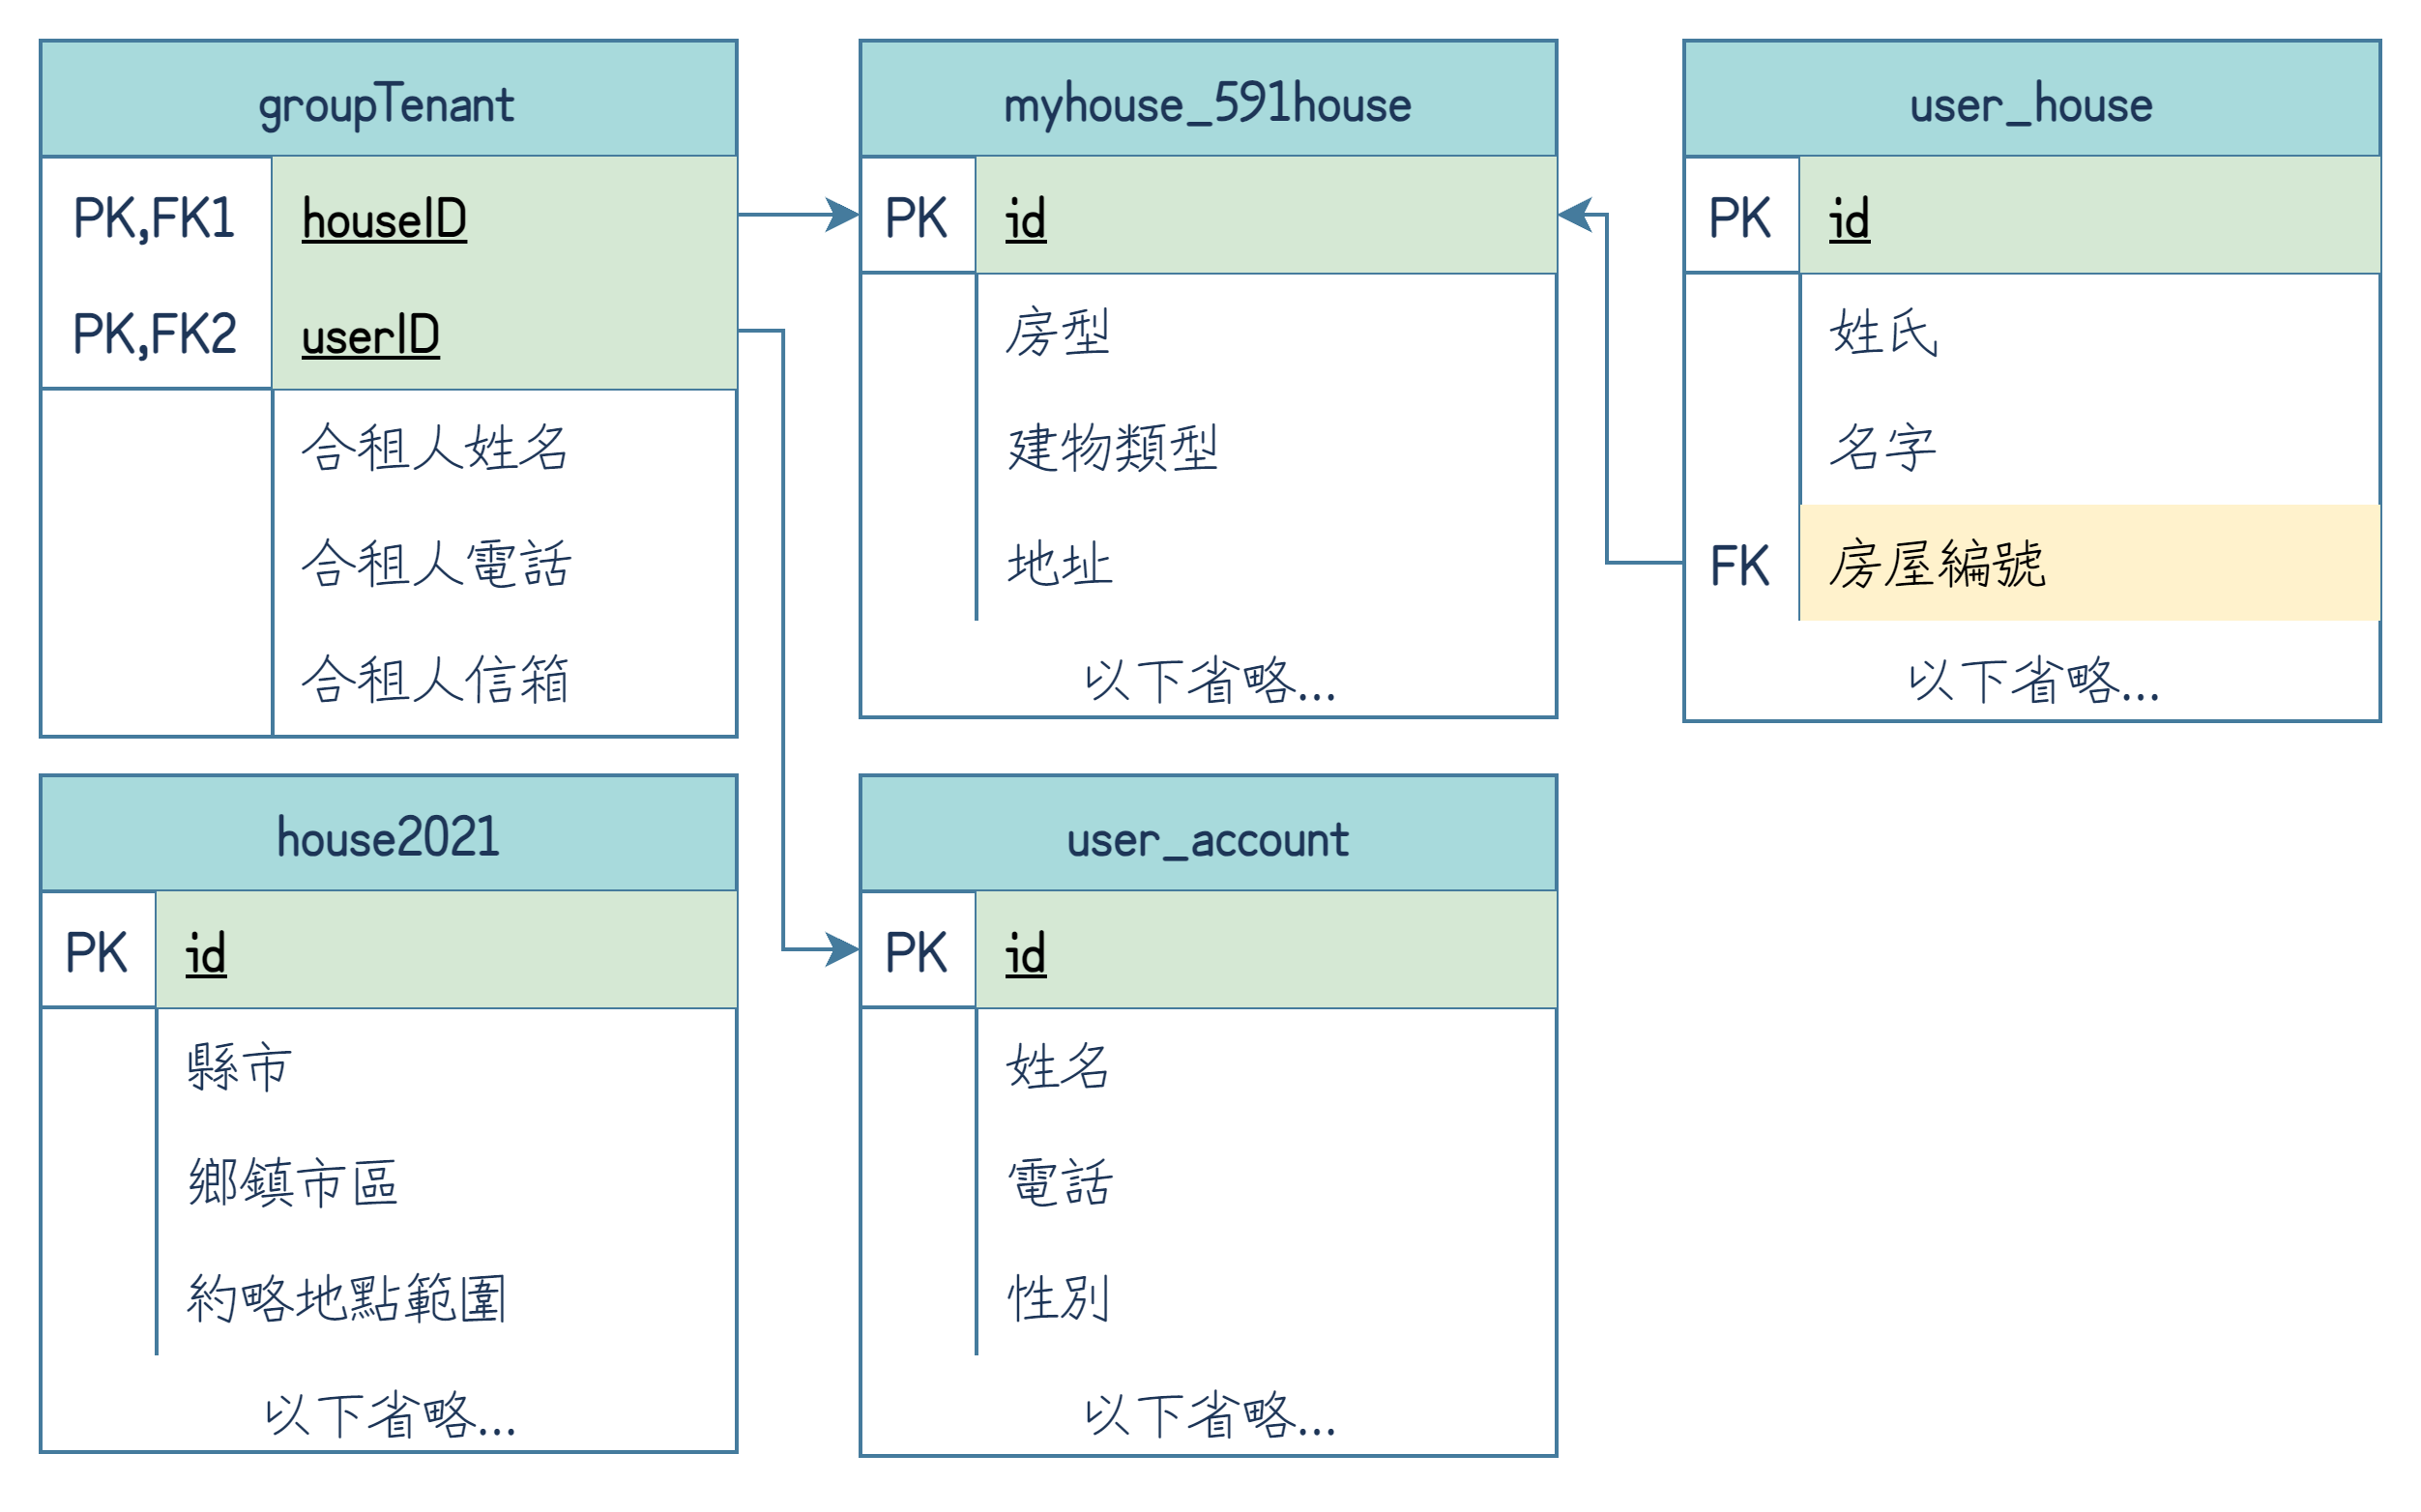 groupTenant
PK,FK1 houseID
PK,FK2 userID
合租人姓名
合租人電話
合租人信箱
myhouse_591house
PK id
房型
建物類型
地址
以下省略...
user_house
PK id
姓氏
名字
FK 房屋編號
以下省略...
house2021
PK id
縣市
鄉鎮市區
約略地點範圍
以下省略...
user_account
PK id
姓名
電話
性別
以下省略...